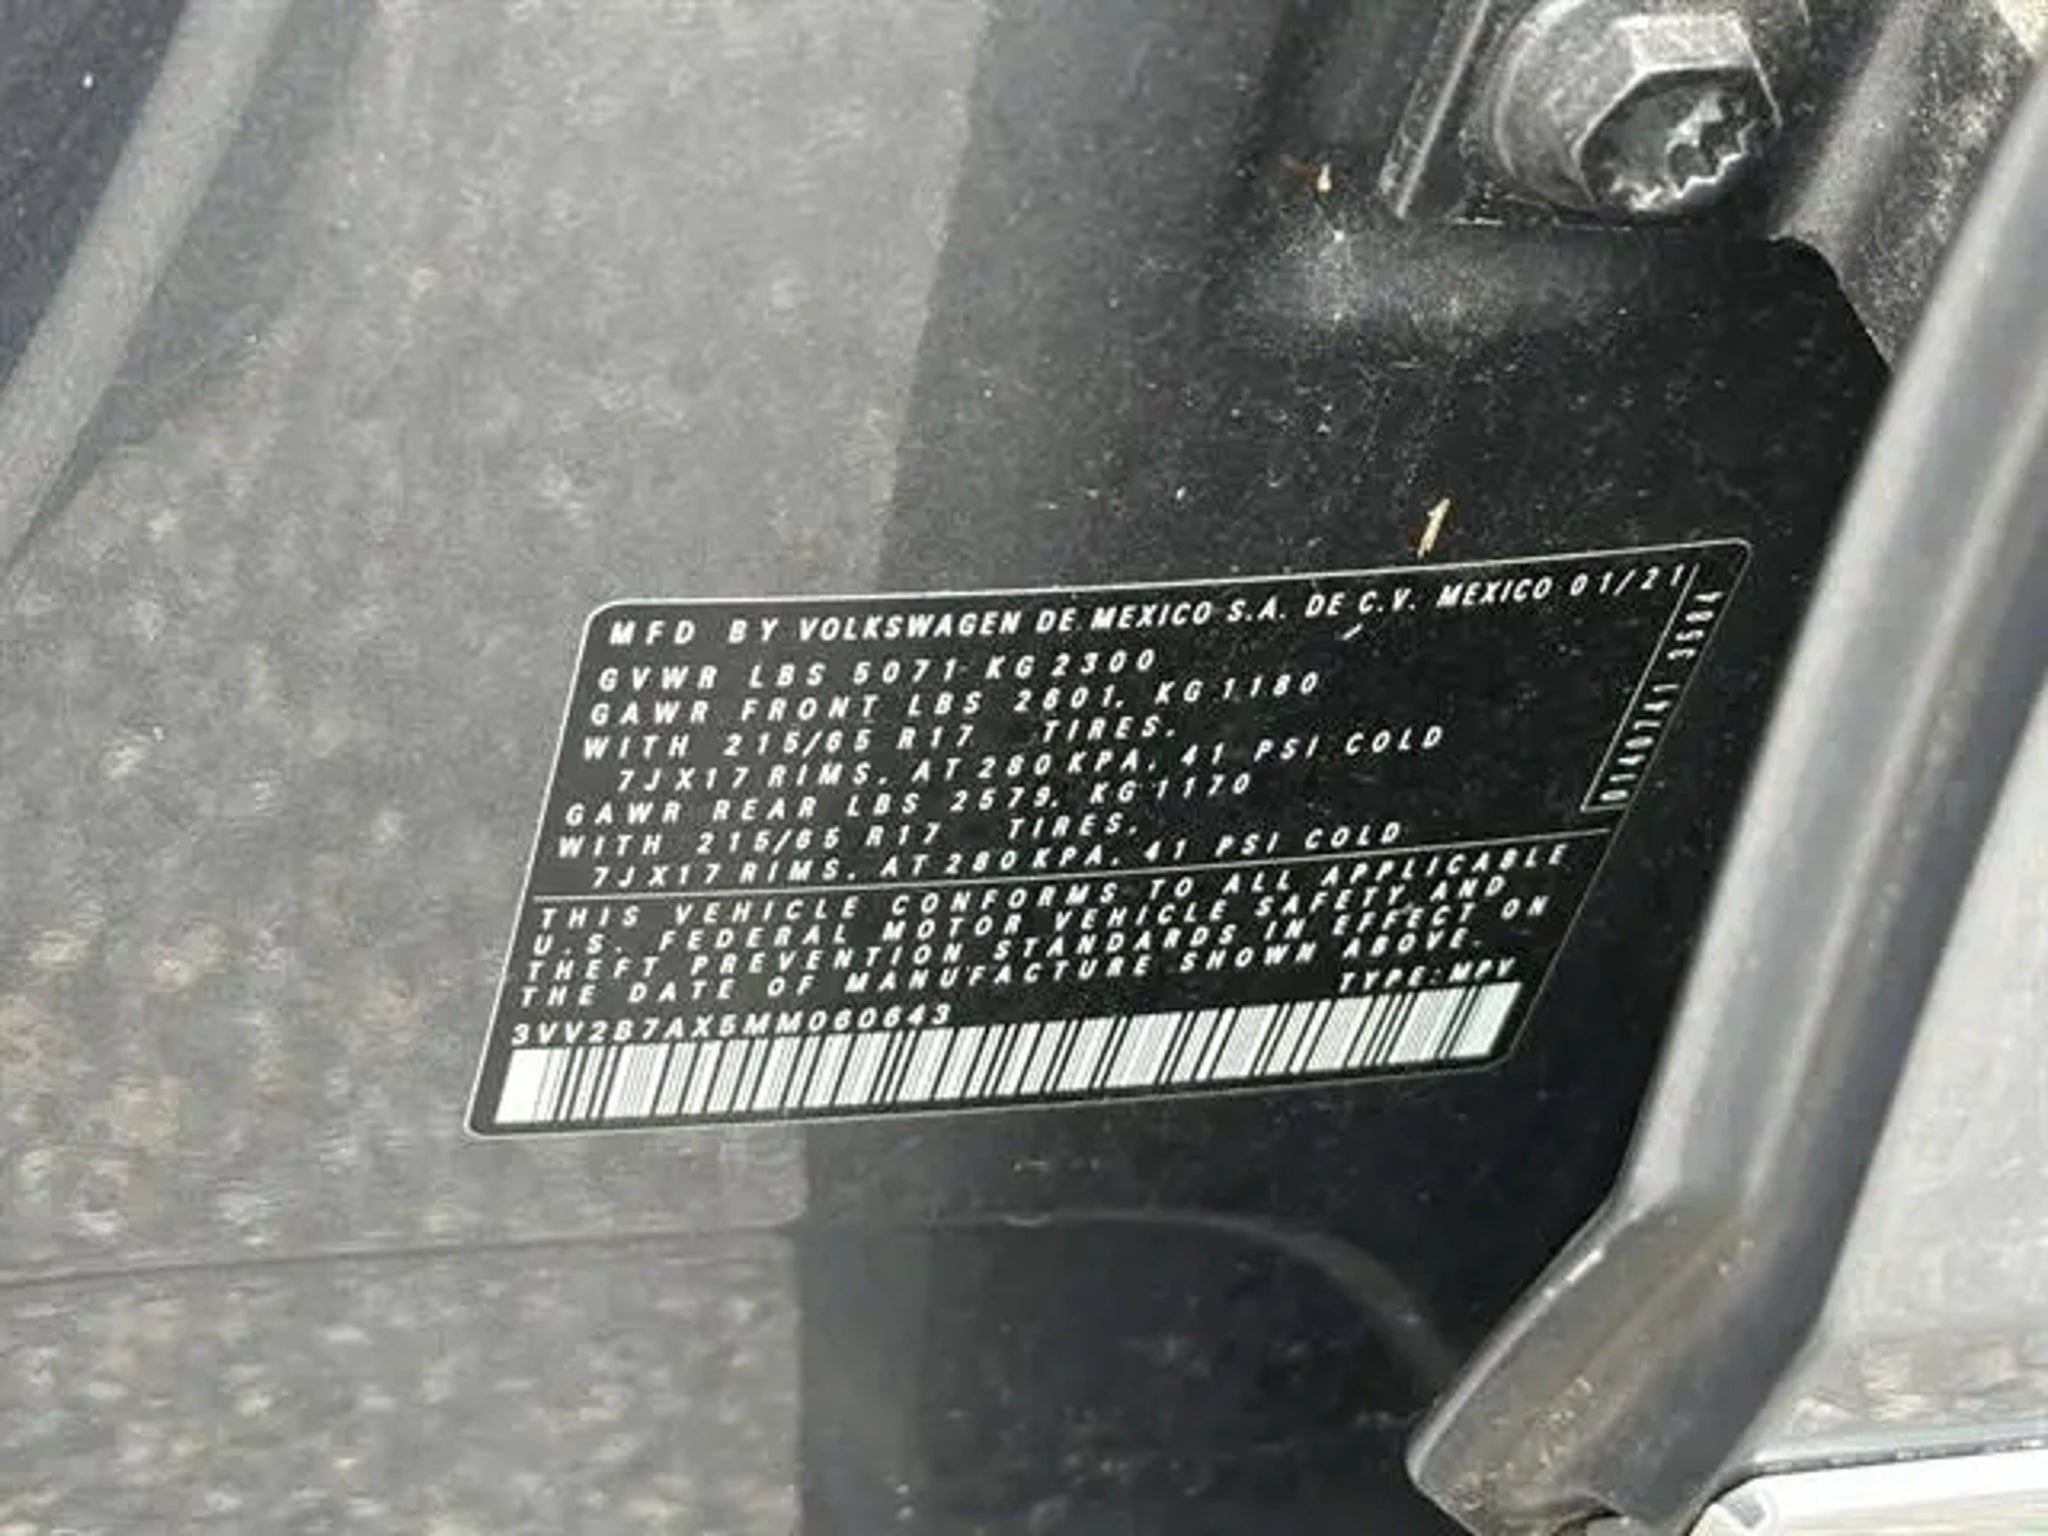 MFD BY VOLKSWAGEN DE MEXICO S.A. DE C.V. MEXICO 01/21
GVWR LBS 5071 KG 2300
GAWR FRONT LBS 2601, KG 1180
WITH 215/65 R17 TIRES,
7JX17 RIMS, AT 280 KPA, 41 PSI COLD
GAWR REAR LBS 2579, KG 1170
WITH 215/65 R17 TIRES,
7JX17 RIMS, AT 280 KPA, 41 PSI COLD
THIS VEHICLE CONFORMS TO ALL APPLICABLE
U.S. FEDERAL MOTOR VEHICLE SAFETY AND
THEFT PREVENTION STANDARDS IN EFFECT ON
THE DATE OF MANUFACTURE SHOWN ABOVE.
TYPE: MPV
3VV2B7AX5MM060643